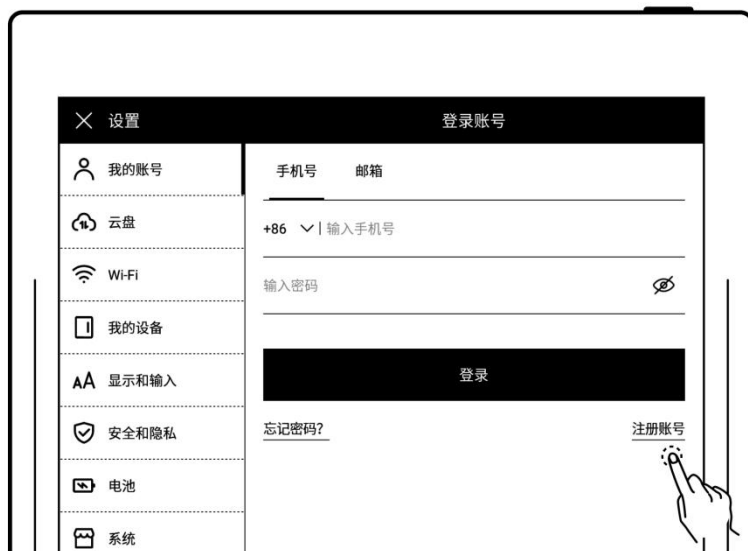 设置
登录账号
我的账号
云盘
Wi-Fi
我的设备
AA 显示和输入
安全和隐私
电池
系统
手机号 邮箱
+86 输入手机号
输入密码
登录
忘记密码? 注册账号